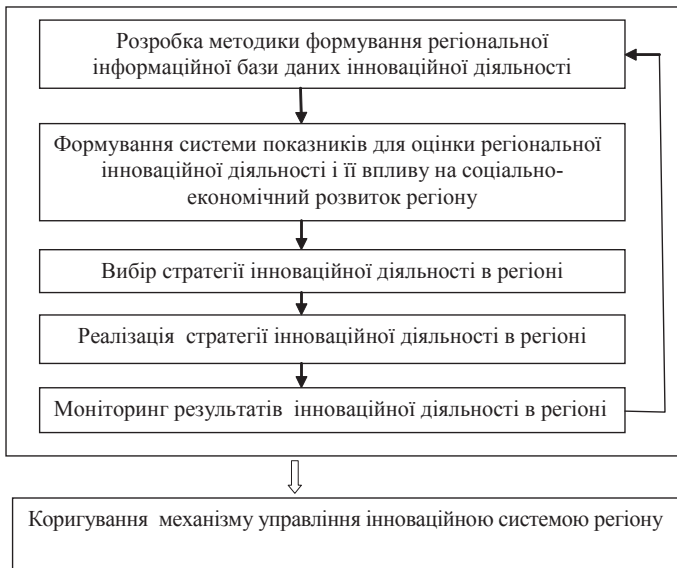 Розробка методики формування регіональної
інформаційної бази даних інноваційної діяльності
Формування системи показників для оцінки регіональної
інноваційної діяльності і її впливу на соціально-
економічний розвиток регіону
Вибір стратегії інноваційної діяльності в регіоні
Реалізація стратегії інноваційної діяльності в регіоні
Моніторинг результатів інноваційної діяльності в регіоні
Коригування механізму управління інноваційною системою регіону